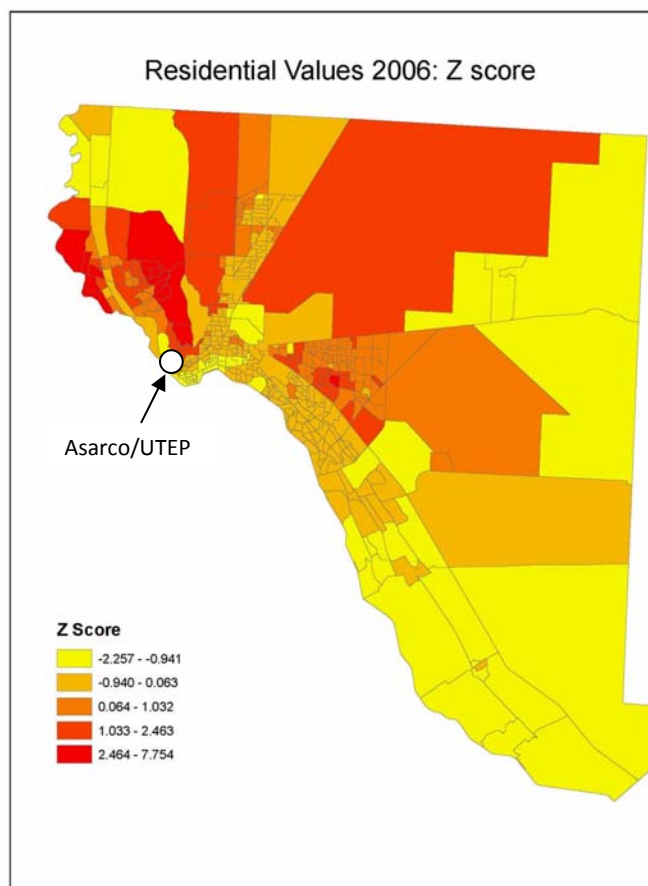 Residential Values 2006: Z score
Asarco/UTEP
Z Score
-2.257 - -0.941
-0.940 - 0.063
0.064 - 1.032
1.033 - 2.463
2.464 - 7.754